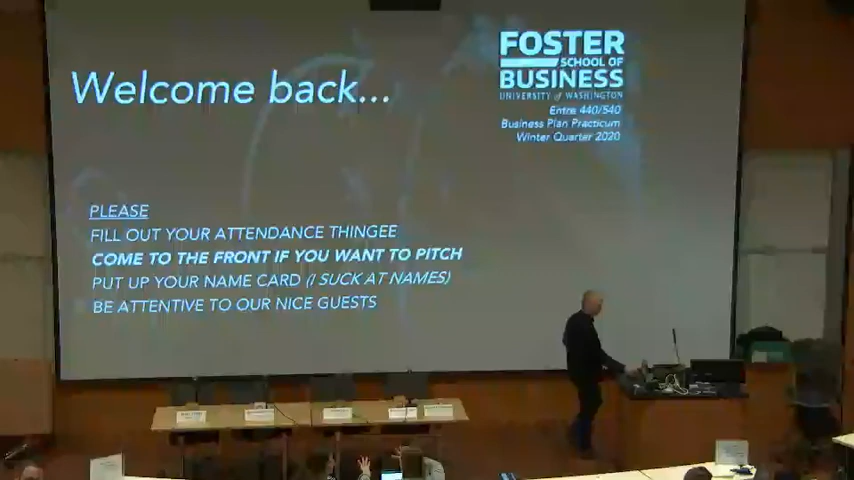 Welcome back...
FOSTER
SCHOOL OF
BUSINESS
UNIVERSITY of WASHINGTON
Entre 440/540
Business Plan Practicum
Winter Quarter 2020
PLEASE
FILL OUT YOUR ATTENDANCE THINGEE
COME TO THE FRONT IF YOU WANT TO PITCH
PUT UP YOUR NAME CARD (I SUCK AT NAMES)
BE ATTENTIVE TO OUR NICE GUESTS